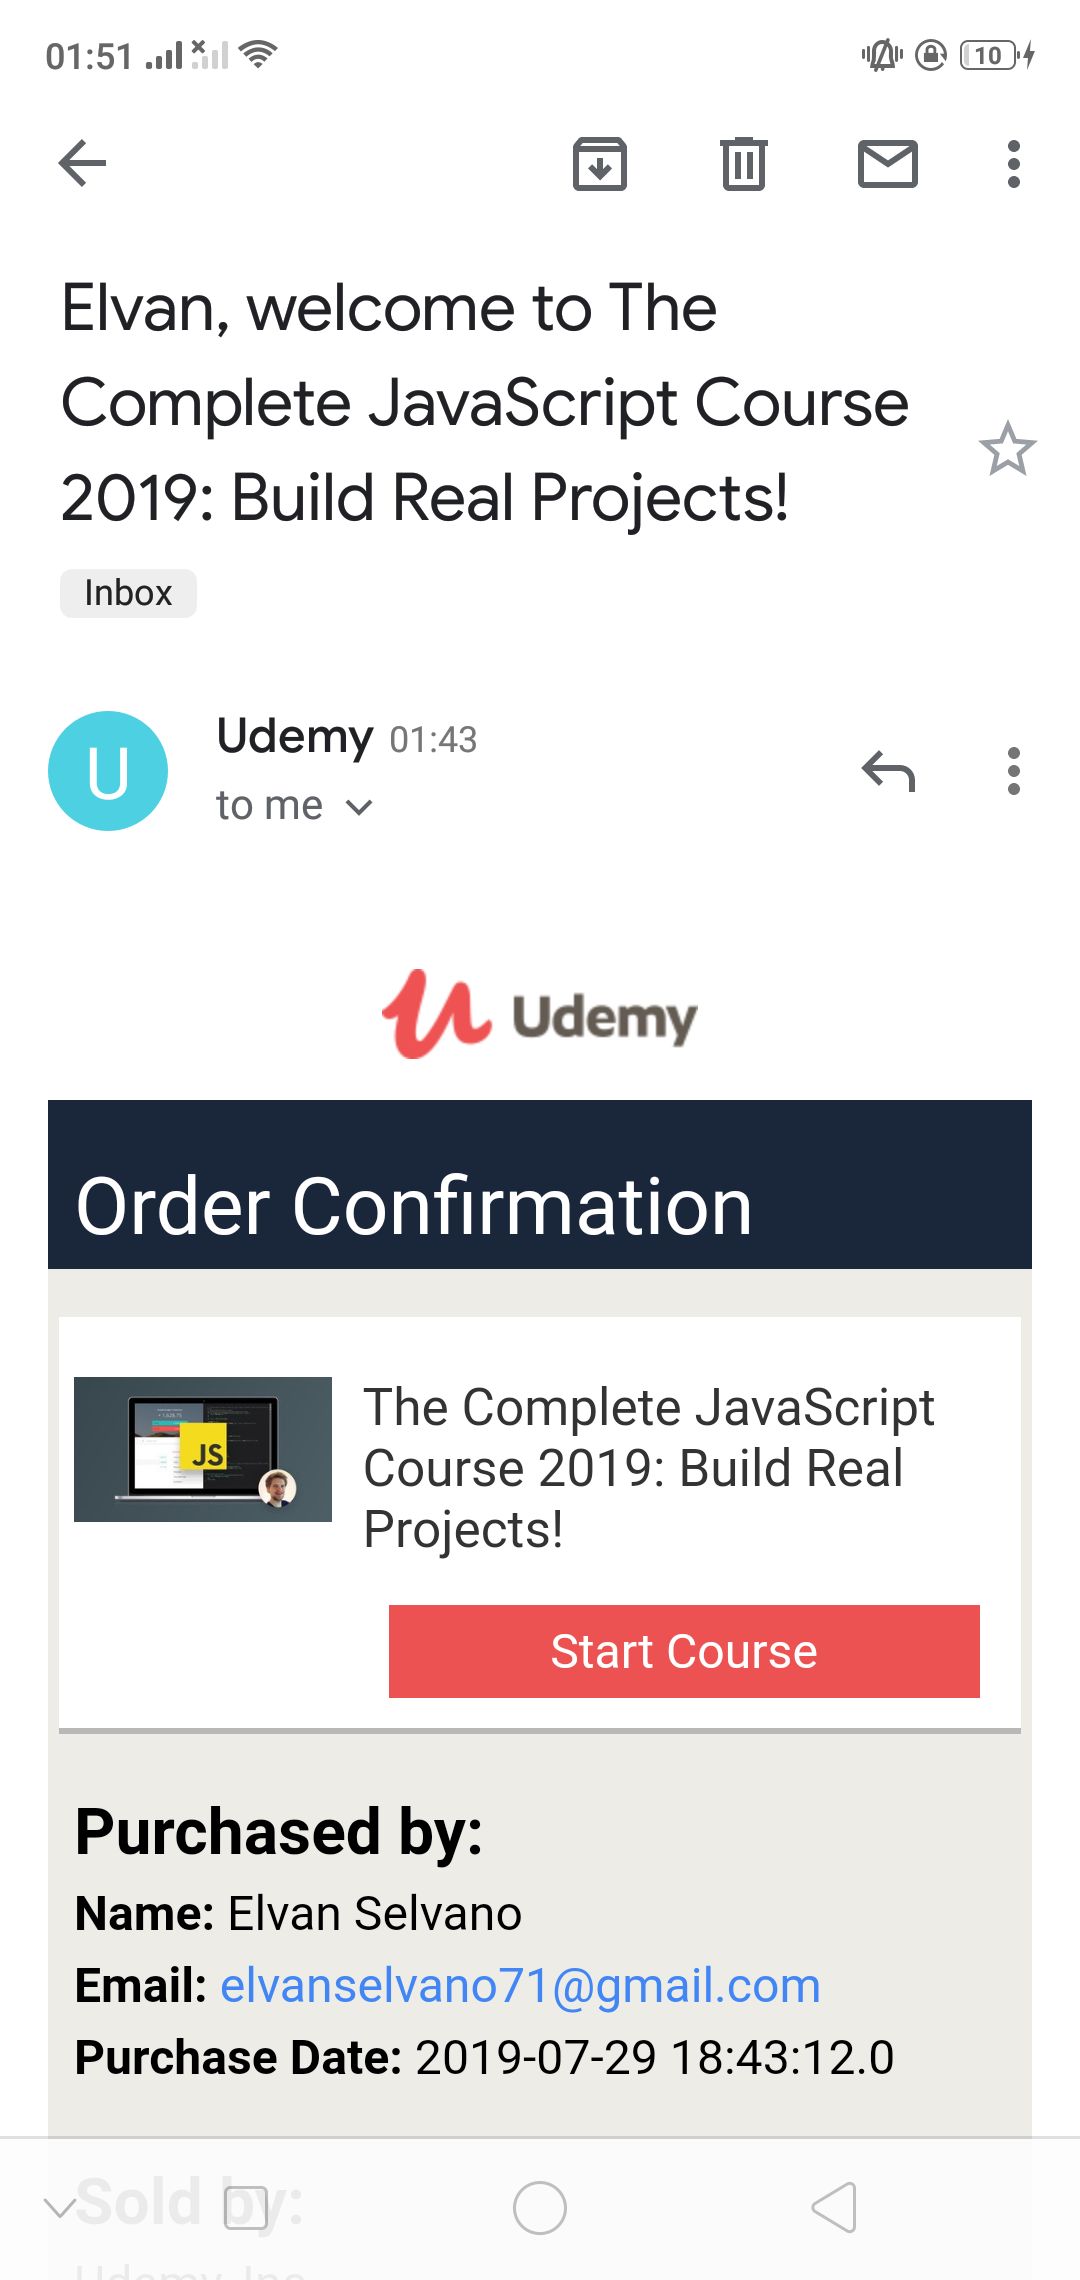 01:51
10
Elvan, welcome to The
Complete JavaScript Course
2019: Build Real Projects!
Inbox
U
Udemy 01:43
to me
Udemy
Order Confirmation
JS
The Complete JavaScript
Course 2019: Build Real
Projects!
Start Course
Purchased by:
Name: Elvan Selvano
Email: elvanselvano71@gmail.com
Purchase Date: 2019-07-29 18:43:12.0
Sold by:
Udemy, Inc